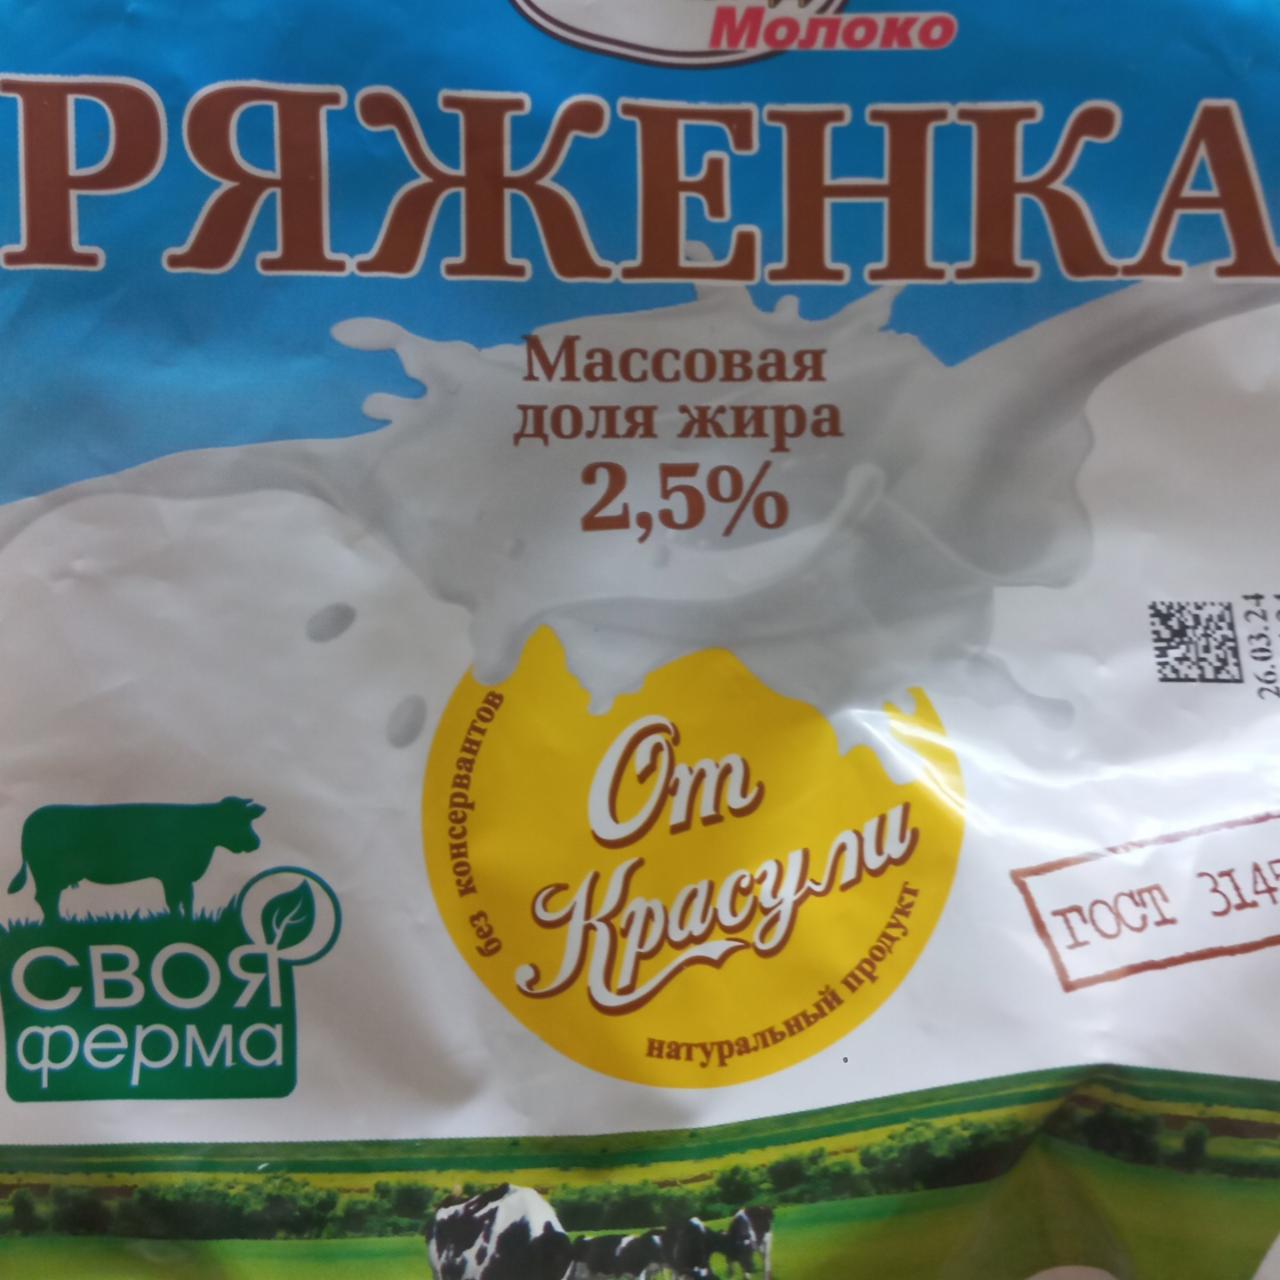 Молоко
РЯЖЕНКА
Массовая
доля жира
2,5%
26.03.24
без консервантов
От
Красули
натуральный продукт
СВОЯ
ферма
ГОСТ 3145